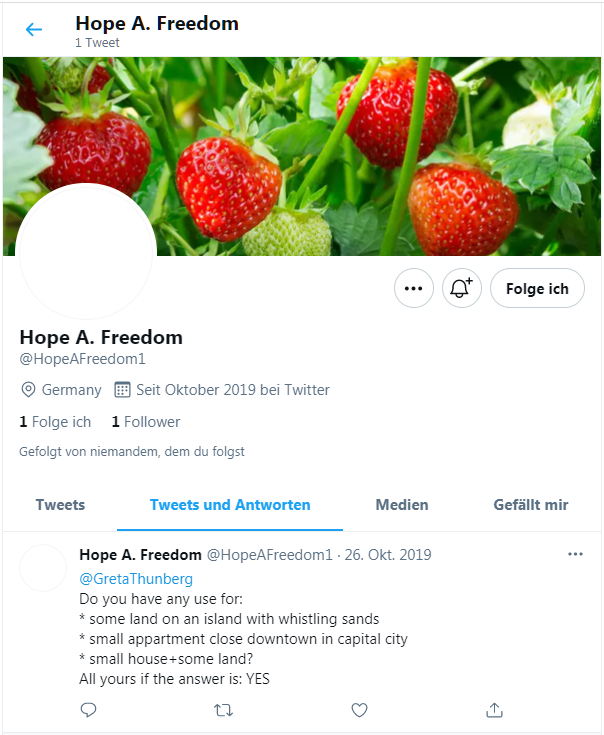 Hope A. Freedom
1 Tweet
Folge ich
Hope A. Freedom
@HopeAFreedom1
Germany Seit Oktober 2019 bei Twitter
1 Folge ich 1 Follower
Gefolgt von niemandem, dem du folgst
Tweets Tweets und Antworten Medien Gefällt mir
Hope A. Freedom @HopeAFreedom1 · 26. Okt. 2019
@GretaThunberg
Do you have any use for:
* some land on an island with whistling sands
* small appartment close downtown in capital city
* small house+some land?
All yours if the answer is: YES